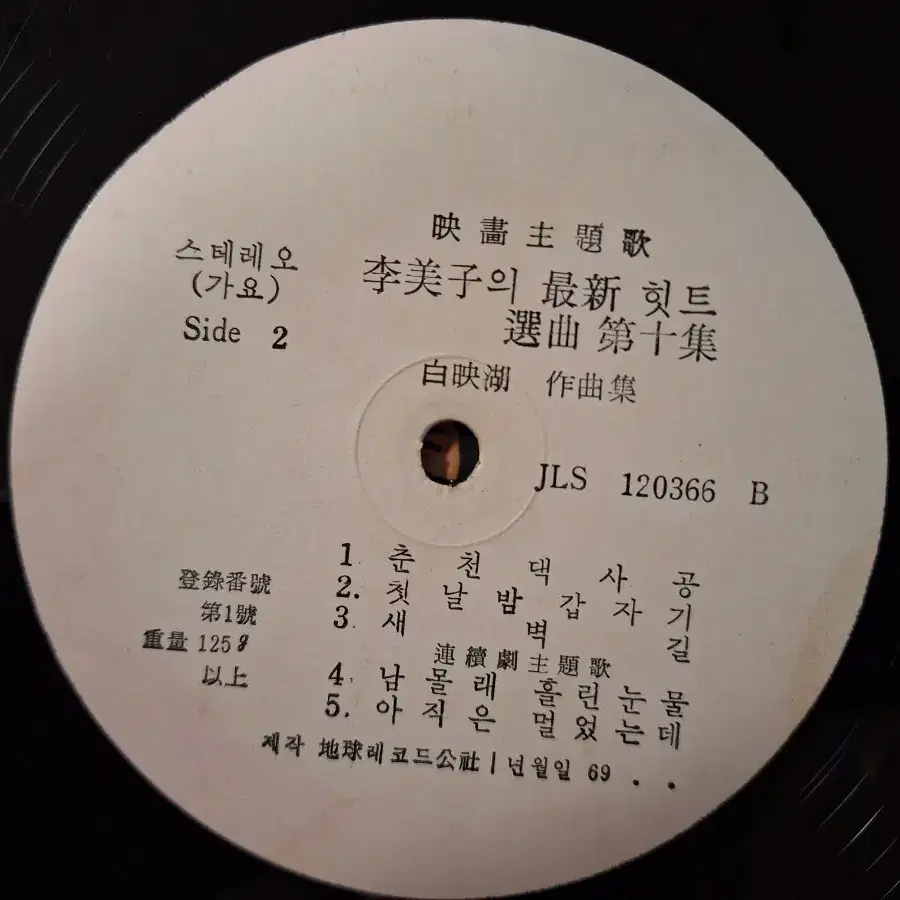 映畵主題歌
스테레오
(가요)
Side 2
李美子의 最新 힛트
選曲 第十集
白映湖 作曲集
JLS 120366 B
1. 춘천댁사공
2. 첫날밤 갑자기
3. 새벽길
連續劇主題歌
4. 남몰래 흘린눈물
5. 아직은 멀었는데
登錄番號
第1號
重量 125g
以上
제작 地球레코드公社 | 년월일 69 . .